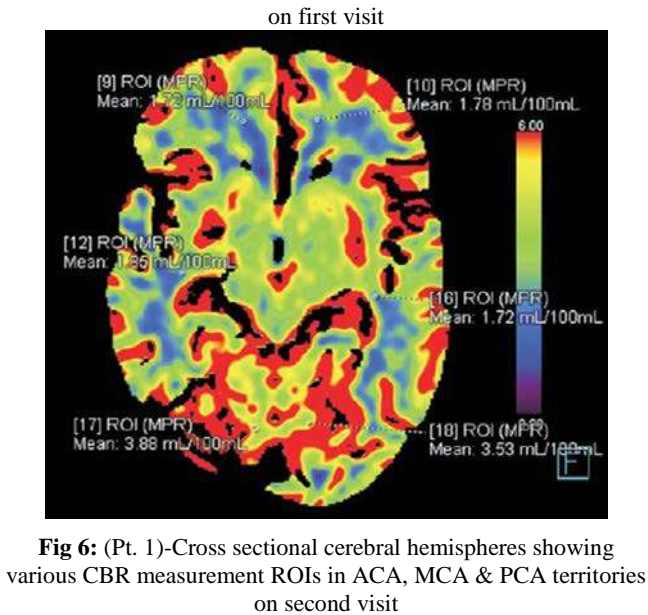 on first visit
[9] ROI (MPR)
Mean: 1.72 mL/100mL
[10] ROI (MPR)
Mean: 1.78 mL/100mL
6.00
[12] ROI (MPR)
Mean: 1.85 mL/100mL
[16] ROI (MPR)
Mean: 1.72 mL/100mL
[17] ROI (MPR)
Mean: 3.88 mL/100mL
[18] ROI (MPR)
Mean: 3.53 mL/100mL
F
Fig 6: (Pt. 1)-Cross sectional cerebral hemispheres showing
various CBR measurement ROIs in ACA, MCA & PCA territories
on second visit